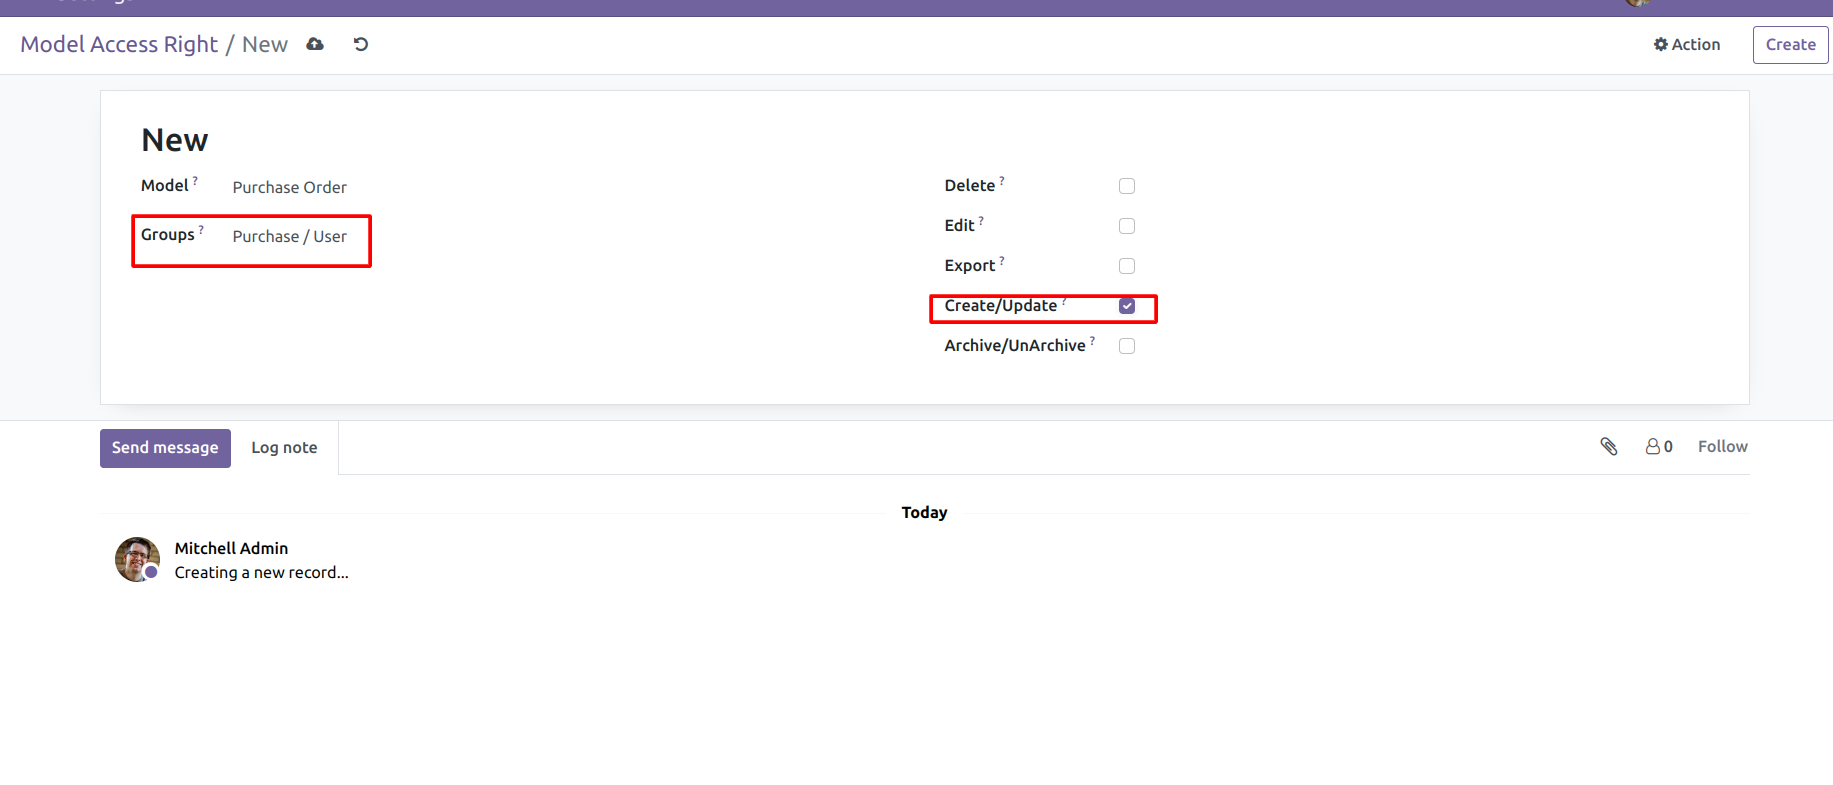 Model Access Right / New
Action
Create
New
Model ?
Purchase Order
Groups ?
Purchase / User
Delete ?
Edit ?
Export ?
Create/Update ?
Archive/UnArchive ?
Send message
Log note
0
Follow
Today
Mitchell Admin
Creating a new record...